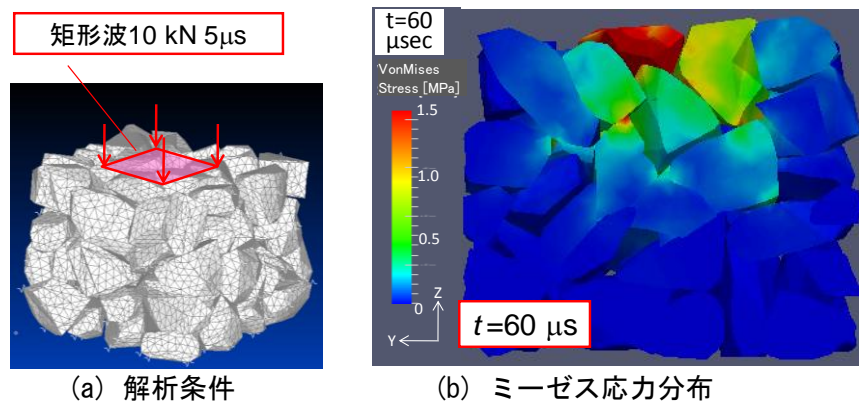 矩形波10 kN 5μs
t=60
μsec
VonMises
Stress [MPa]
1.5
1.0
0.5
0
Z
Y
t=60 μs
(a) 解析条件
(b) ミーゼス応力分布